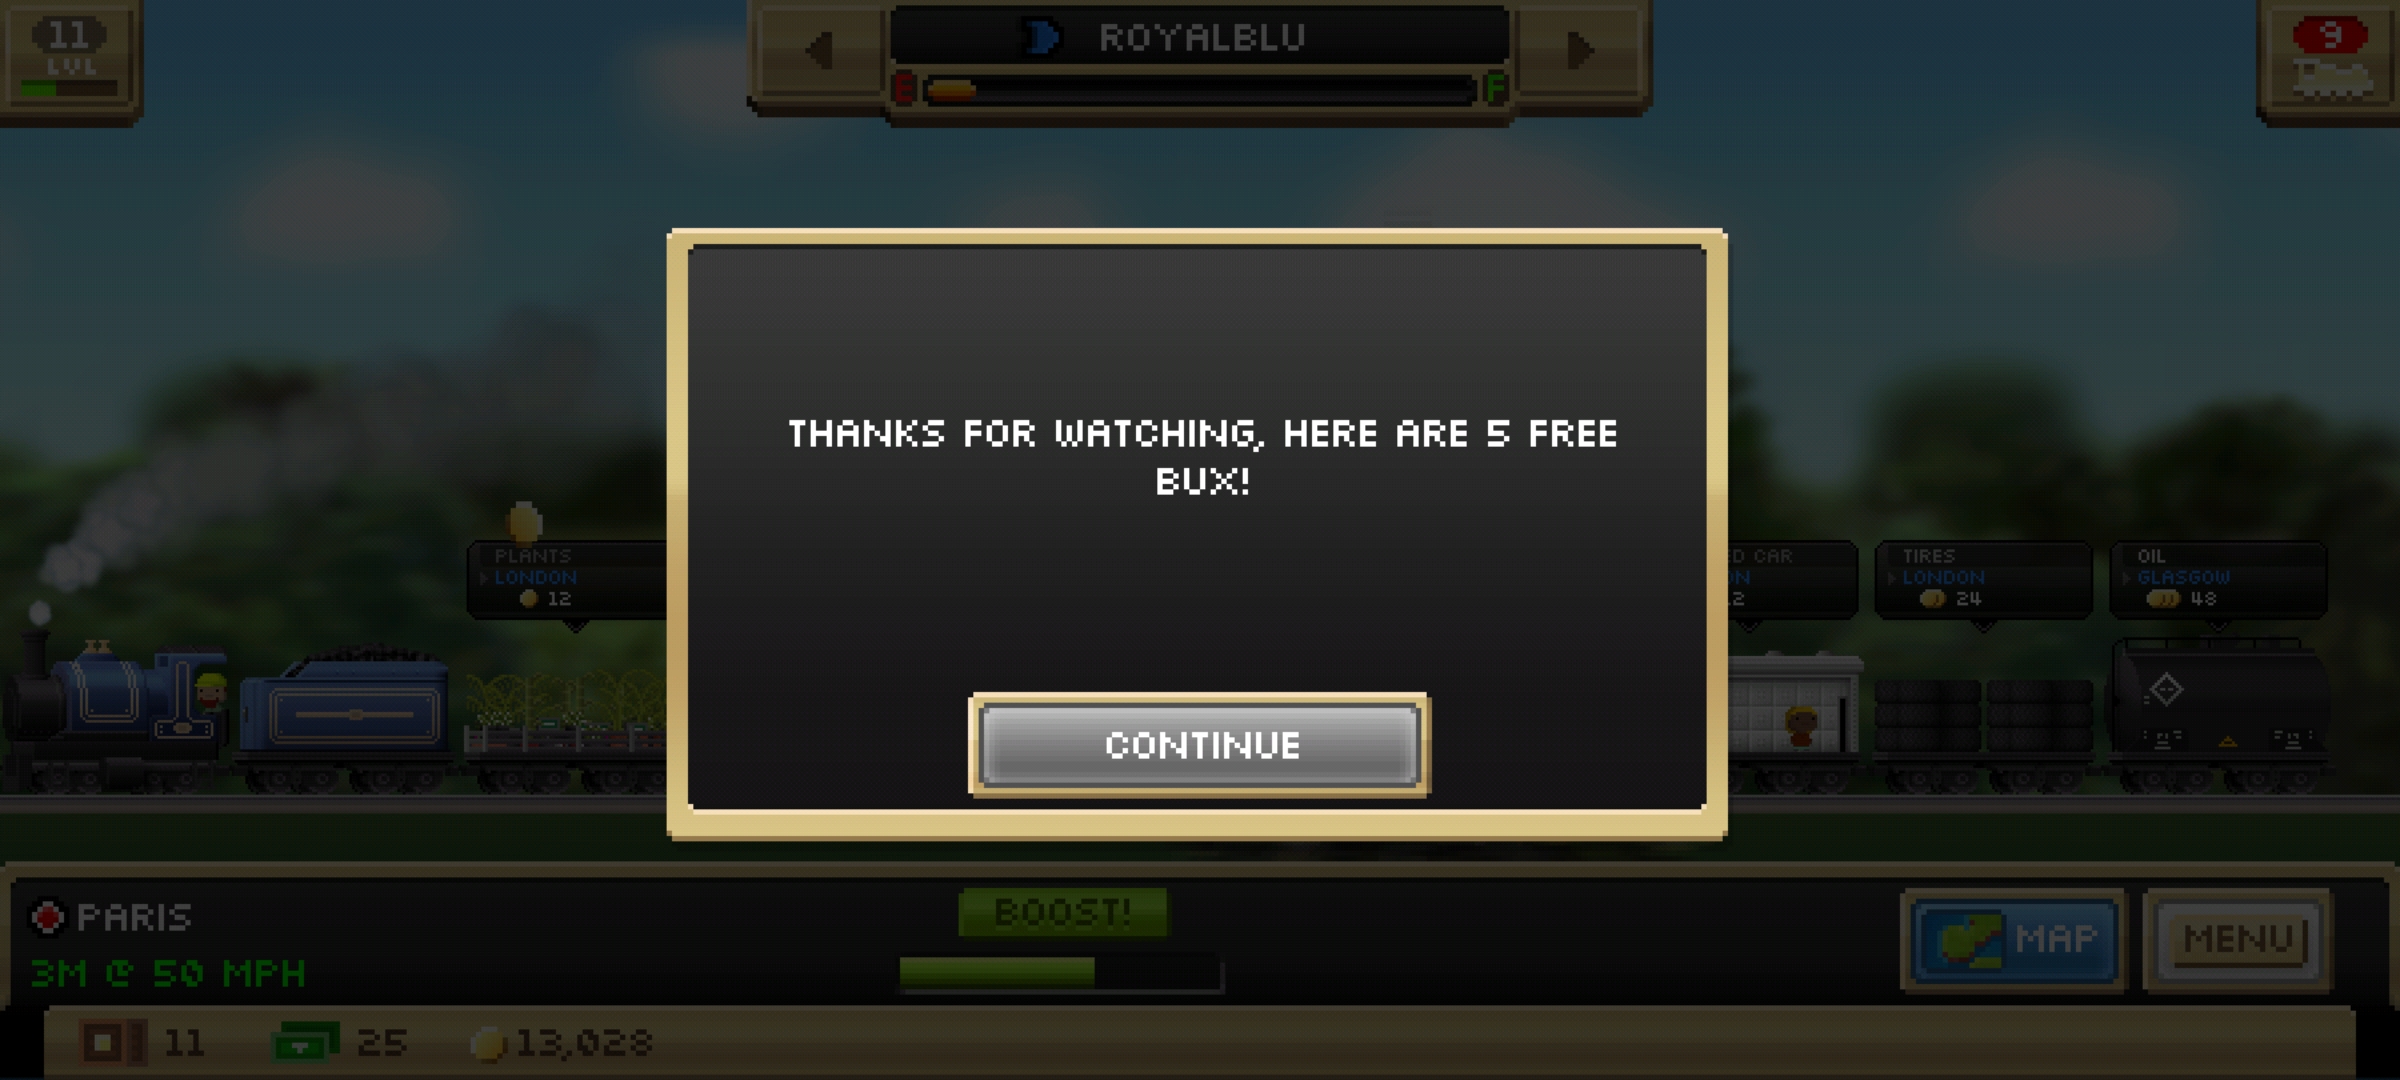 11
LVL
ROYALBLU
E
F
9
THANKS FOR WATCHING, HERE ARE 5 FREE
BUX!
CONTINUE
PLANTS
LONDON
12
TIRES
LONDON
24
OIL
GLASGOW
48
PARIS
3M @ 50 MPH
BOOST!
MAP
MENU
11
25
13,028